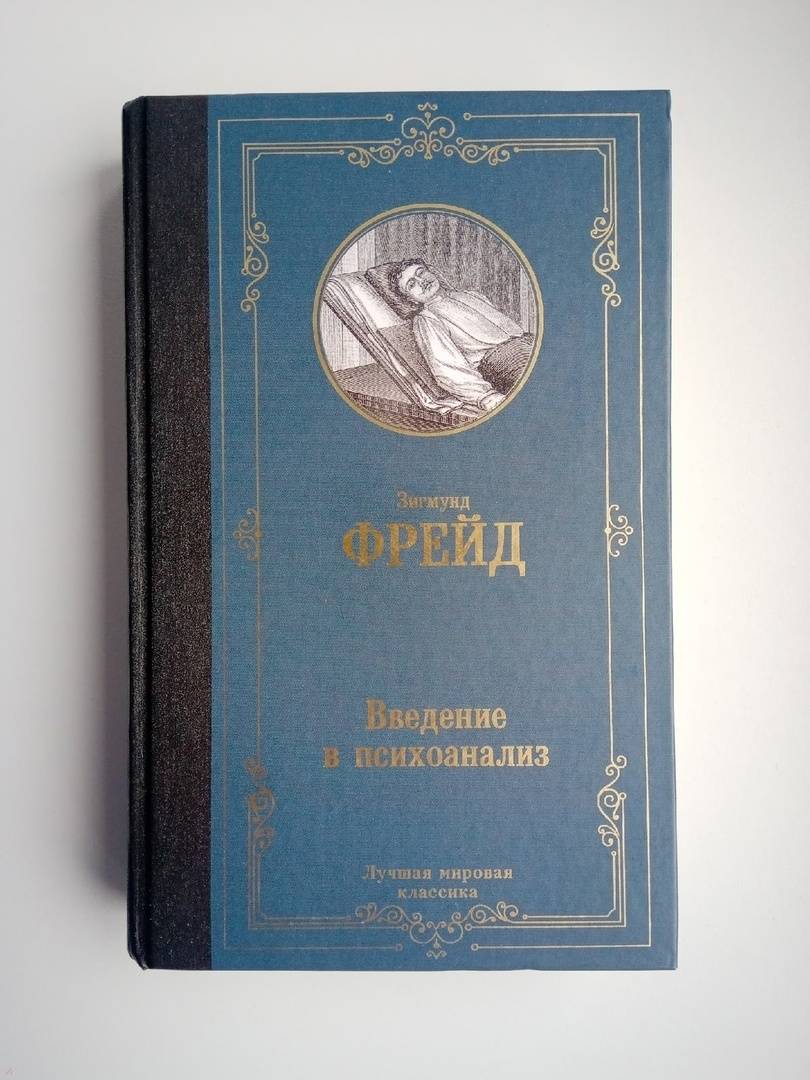 Зигмунд
ФРЕЙД
Введение
в психоанализ
Лучшая мировая
классика